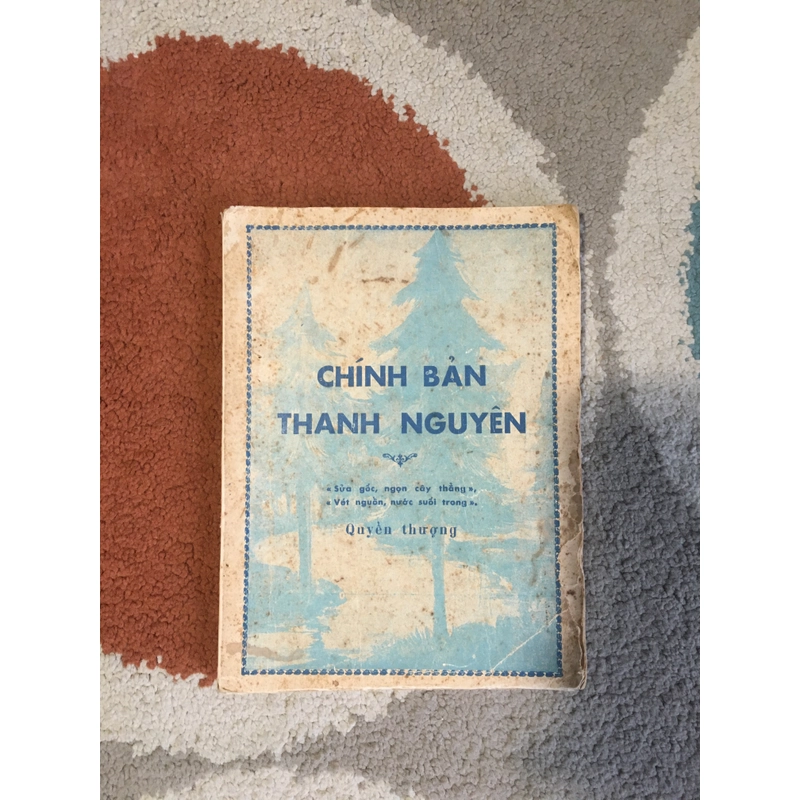 CHÍNH BẢN
THANH NGUYÊN
« Sửa gốc, ngọn cây thẳng »,
« Vét nguồn, nước suối trong ».
Quyển thượng